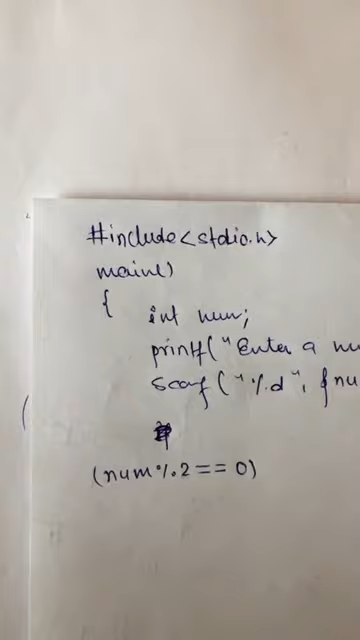 #include<stdio.h>
main()
{ int num;
printf("Enter a nu
scanf("%d", &nu
(num%2==0)